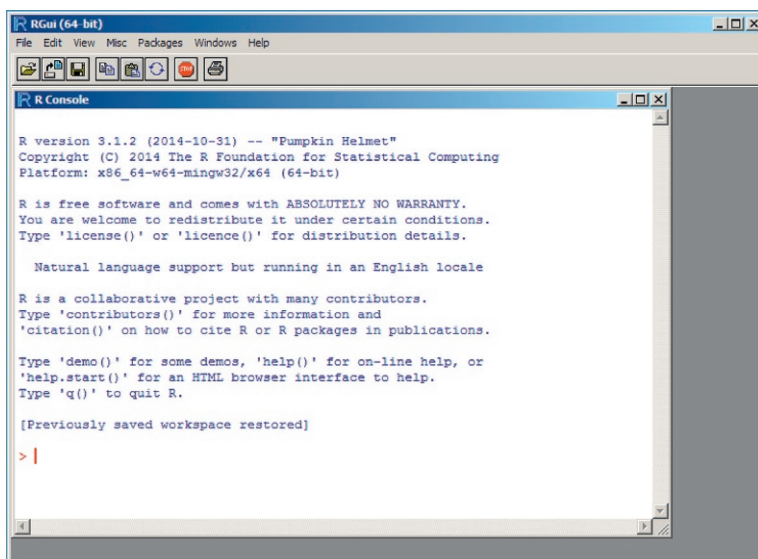 RGui (64-bit)
File Edit View Misc Packages Windows Help
STOP
R Console
R version 3.1.2 (2014-10-31) -- "Pumpkin Helmet"
Copyright (C) 2014 The R Foundation for Statistical Computing
Platform: x86_64-w64-mingw32/x64 (64-bit)
R is free software and comes with ABSOLUTELY NO WARRANTY.
You are welcome to redistribute it under certain conditions.
Type 'license()' or 'licence()' for distribution details.
Natural language support but running in an English locale
R is a collaborative project with many contributors.
Type 'contributors()' for more information and
'citation()' on how to cite R or R packages in publications.
Type 'demo()' for some demos, 'help()' for on-line help, or
'help.start()' for an HTML browser interface to help.
Type 'q()' to quit R.
[Previously saved workspace restored]
>